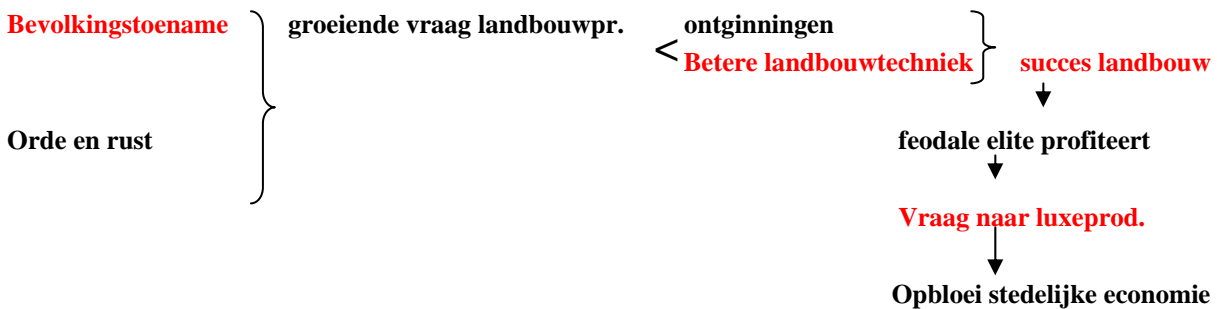 Bevolkingstoename groeiende vraag landbouwpr. < ontginningen
Betere landbouwtechniek succes landbouw
Orde en rust feodale elite profiteert
Vraag naar luxeprod.
Opbloei stedelijke economie